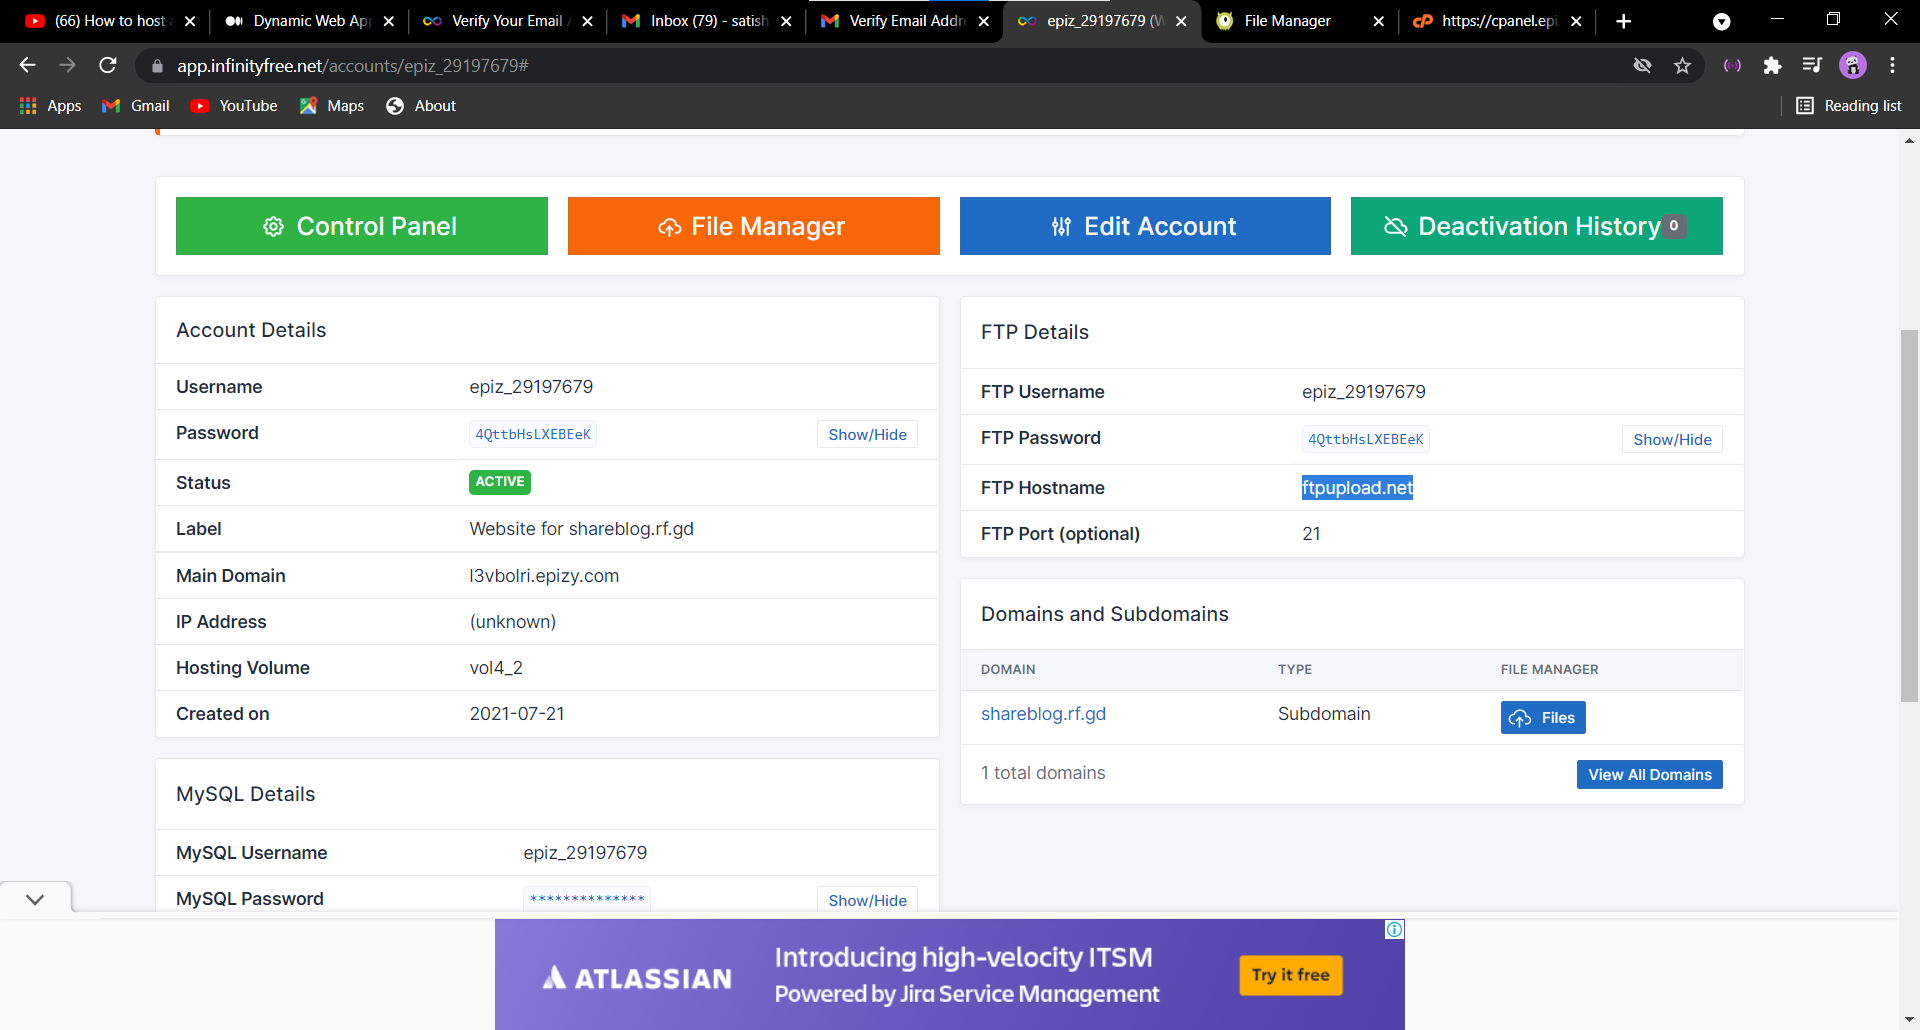 (66) How to host
Dynamic Web Ap
Verify Your Email
Inbox (79) - satish
Verify Email Addre
epiz_29197679 (W
File Manager
https://cpanel.epi
app.infinityfree.net/accounts/epiz_29197679#
Apps
Gmail
YouTube
Maps
About
Reading list
Control Panel
File Manager
Edit Account
Deactivation History 0
Account Details
Username epiz_29197679
Password 4QttbHsLXEBEeK Show/Hide
Status ACTIVE
Label Website for shareblog.rf.gd
Main Domain l3vbolri.epizy.com
IP Address (unknown)
Hosting Volume vol4_2
Created on 2021-07-21
MySQL Details
MySQL Username epiz_29197679
MySQL Password ************** Show/Hide
FTP Details
FTP Username epiz_29197679
FTP Password 4QttbHsLXEBEeK Show/Hide
FTP Hostname ftpupload.net
FTP Port (optional) 21
Domains and Subdomains
DOMAIN TYPE FILE MANAGER
shareblog.rf.gd Subdomain Files
1 total domains View All Domains
ATLASSIAN
Introducing high-velocity ITSM
Powered by Jira Service Management
Try it free